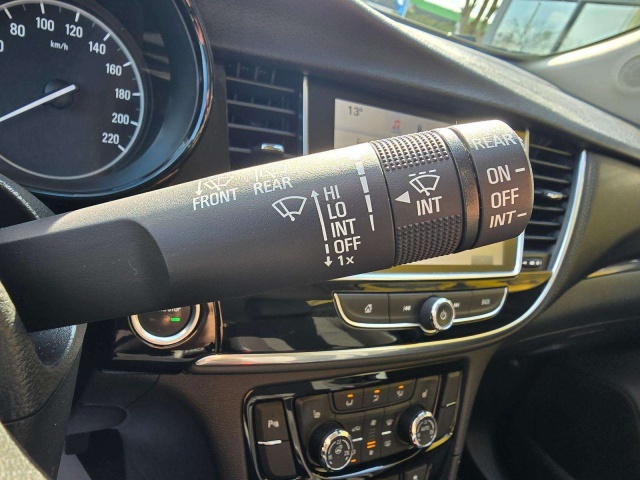 80
100
120
140
160
180
200
220
km/h
13°
FRONT
REAR
HI
LO
INT
OFF
1x
INT
REAR
ON
OFF
INT
BACK